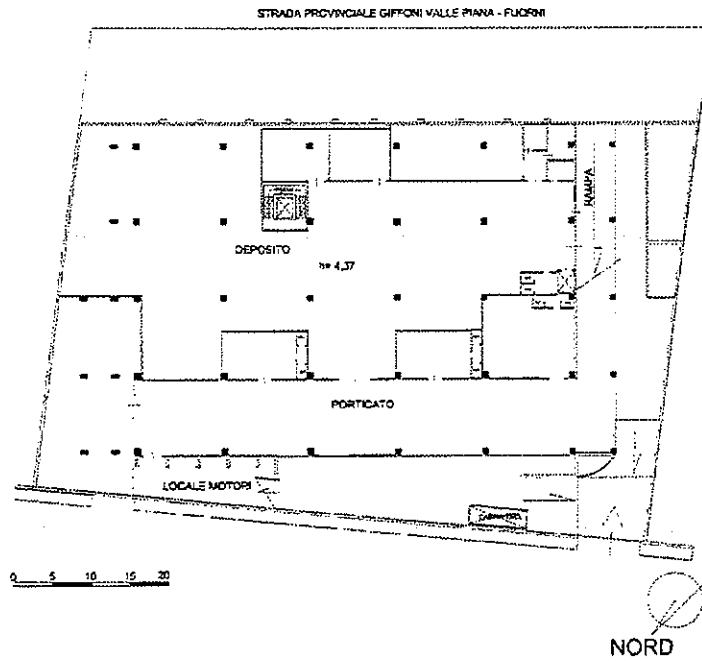 STRADA PROVINCIALE GIFFONI VALLE PIANA - FUORNI
RAMPA
DEPOSITO
h= 4,37
PORTICATO
LOCALE MOTORI
0 5 10 15 20
NORD